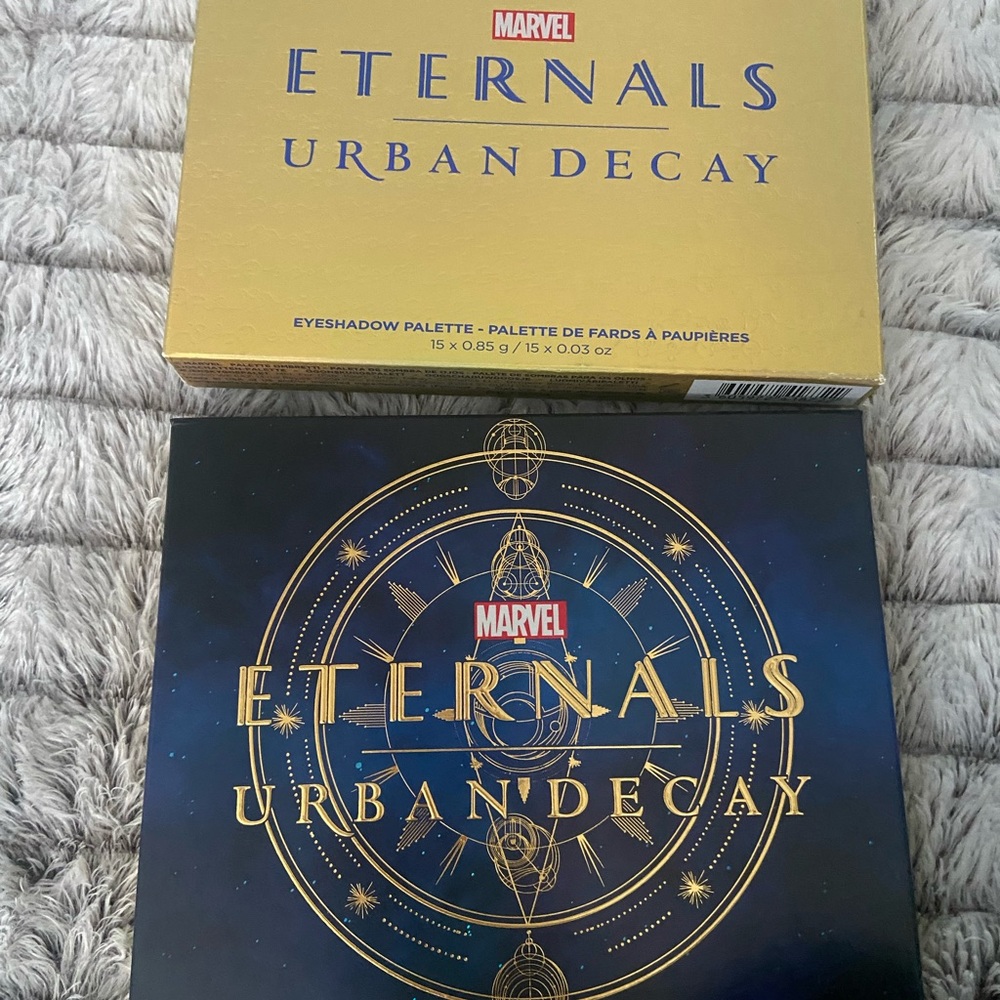 MARVEL
ETERNALS
URBAN DECAY
EYESHADOW PALETTE - PALETTE DE FARDS À PAUPIÈRES
15 x 0.85 g / 15 x 0.03 oz
MARVEL
ETERNALS
URBAN DECAY